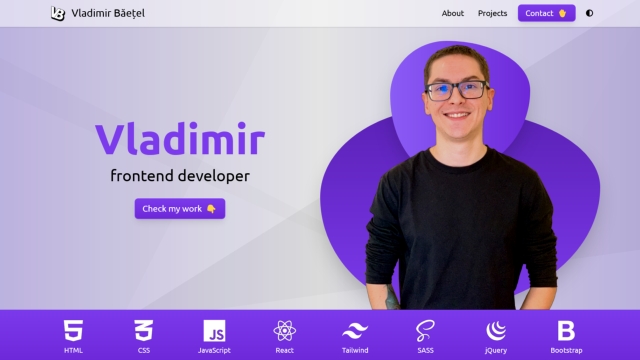 VB Vladimir Băețel
About Projects Contact 👋
Vladimir
frontend developer
Check my work 👇
JS
B
HTML CSS JavaScript React Tailwind SASS jQuery Bootstrap